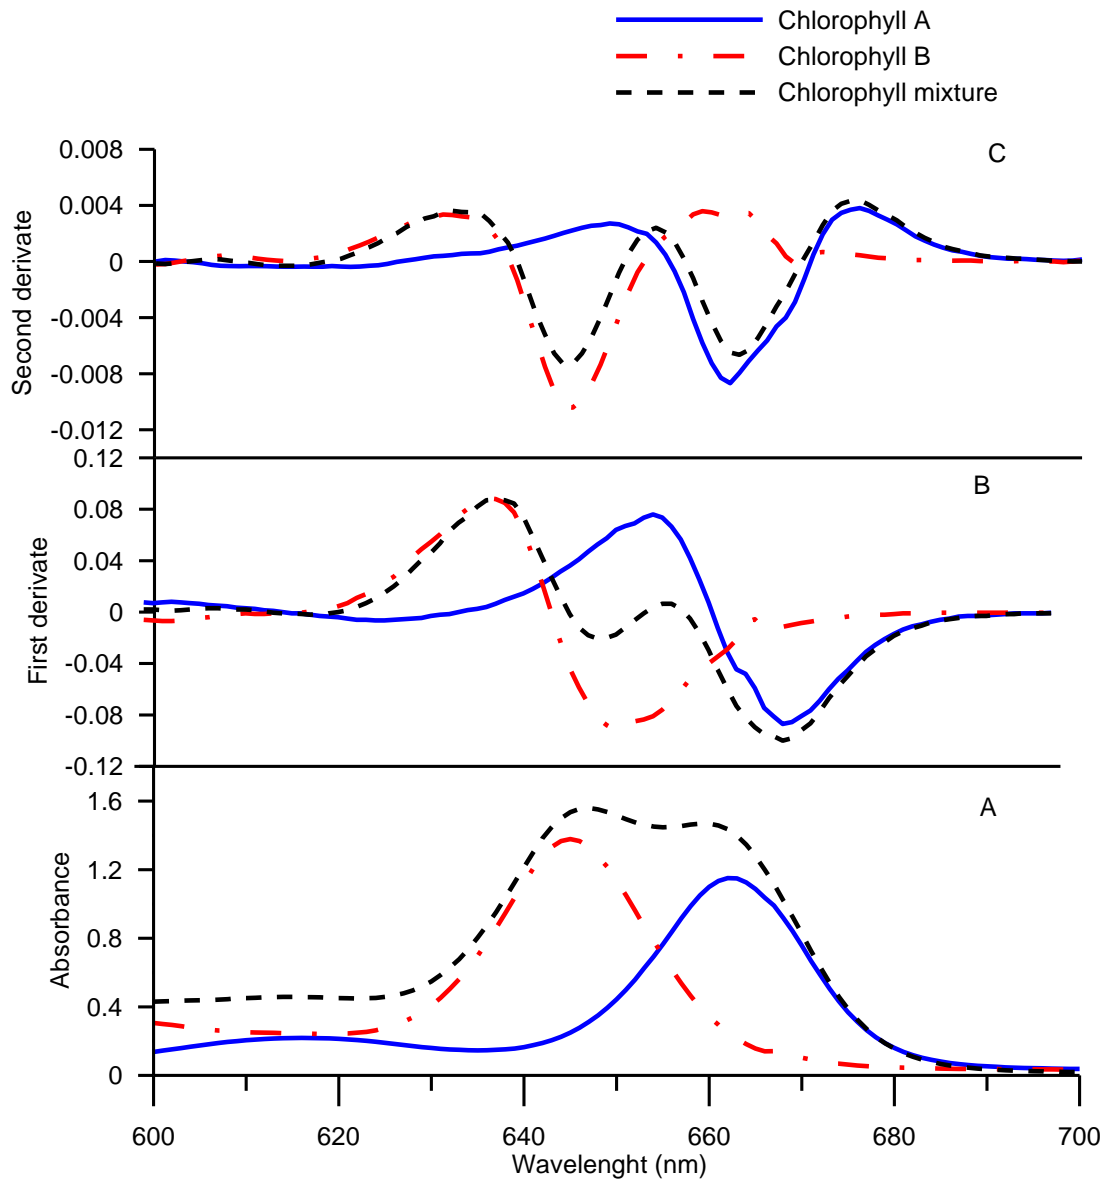 Chlorophyll A
Chlorophyll B
Chlorophyll mixture
C
0.008
0.004
0
-0.004
-0.008
-0.012
Second derivate
B
0.12
0.08
0.04
0
-0.04
-0.08
-0.12
First derivate
A
1.6
1.2
0.8
0.4
0
Absorbance
600 620 640 660 680 700
Wavelenght (nm)